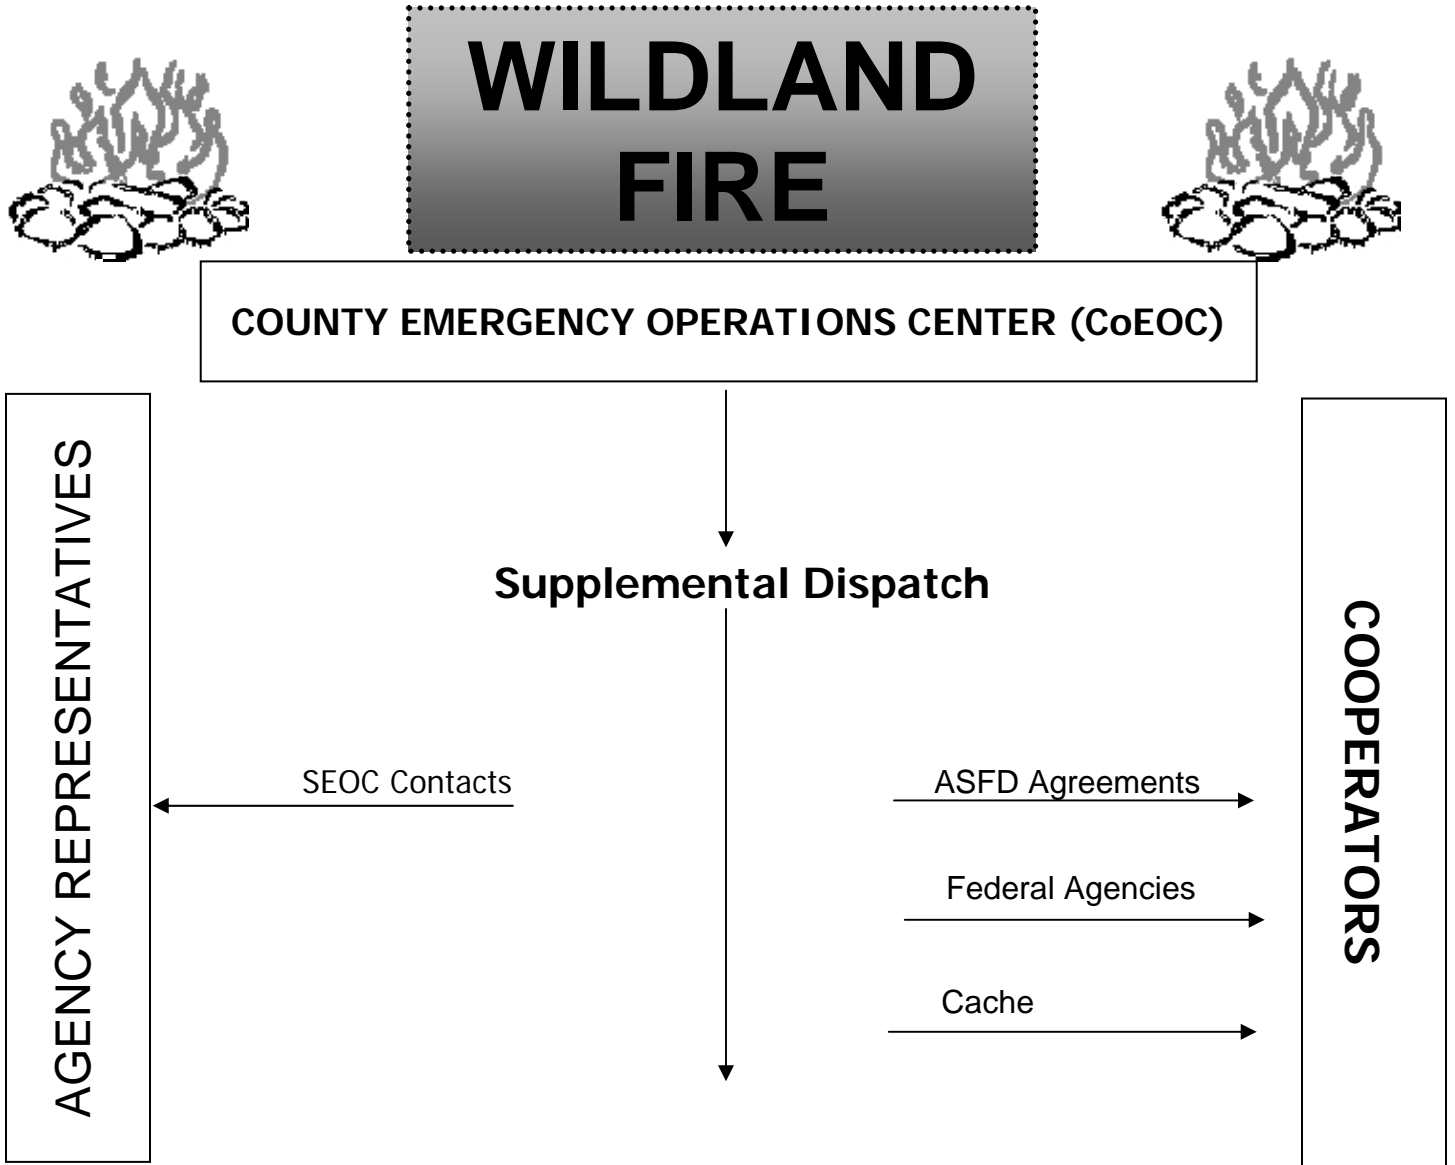 WILDLAND
FIRE
COUNTY EMERGENCY OPERATIONS CENTER (CoEOC)
AGENCY REPRESENTATIVES
Supplemental Dispatch
SEOC Contacts
ASFD Agreements
Federal Agencies
Cache
COOPERATORS